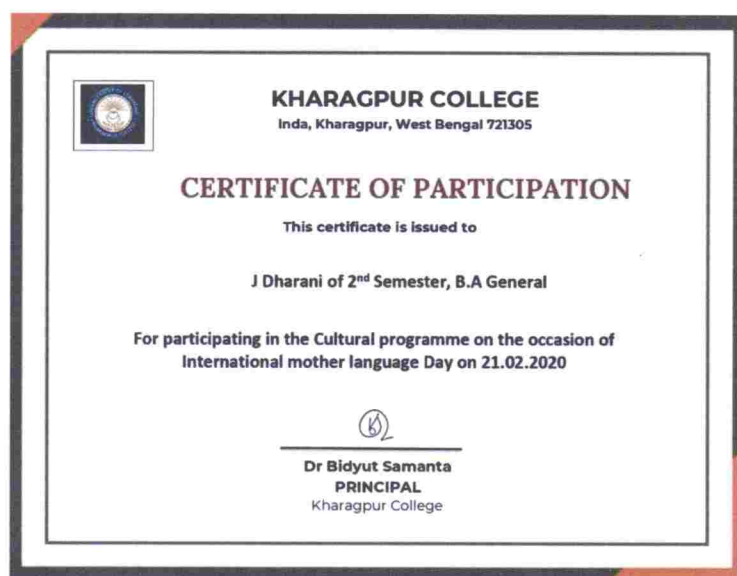 KHARAGPUR COLLEGE
Inda, Kharagpur, West Bengal 721305
CERTIFICATE OF PARTICIPATION
This certificate is issued to
J Dharani of 2nd Semester, B.A General
For participating in the Cultural programme on the occasion of
International mother language Day on 21.02.2020
Dr Bidyut Samanta
PRINCIPAL
Kharagpur College